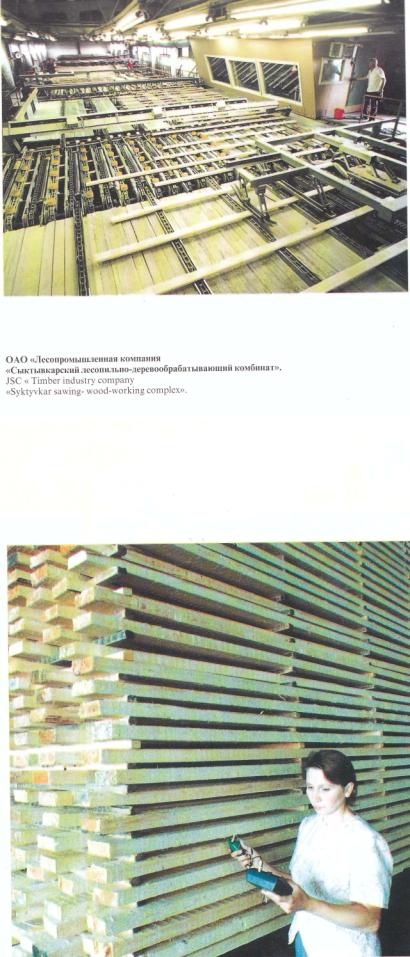 ОАО «Лесопромышленная компания
«Сыктывкарский лесопильно-деревообрабатывающий комбинат».
JSC « Timber industry company
«Syktyvkar sawing- wood-working complex».